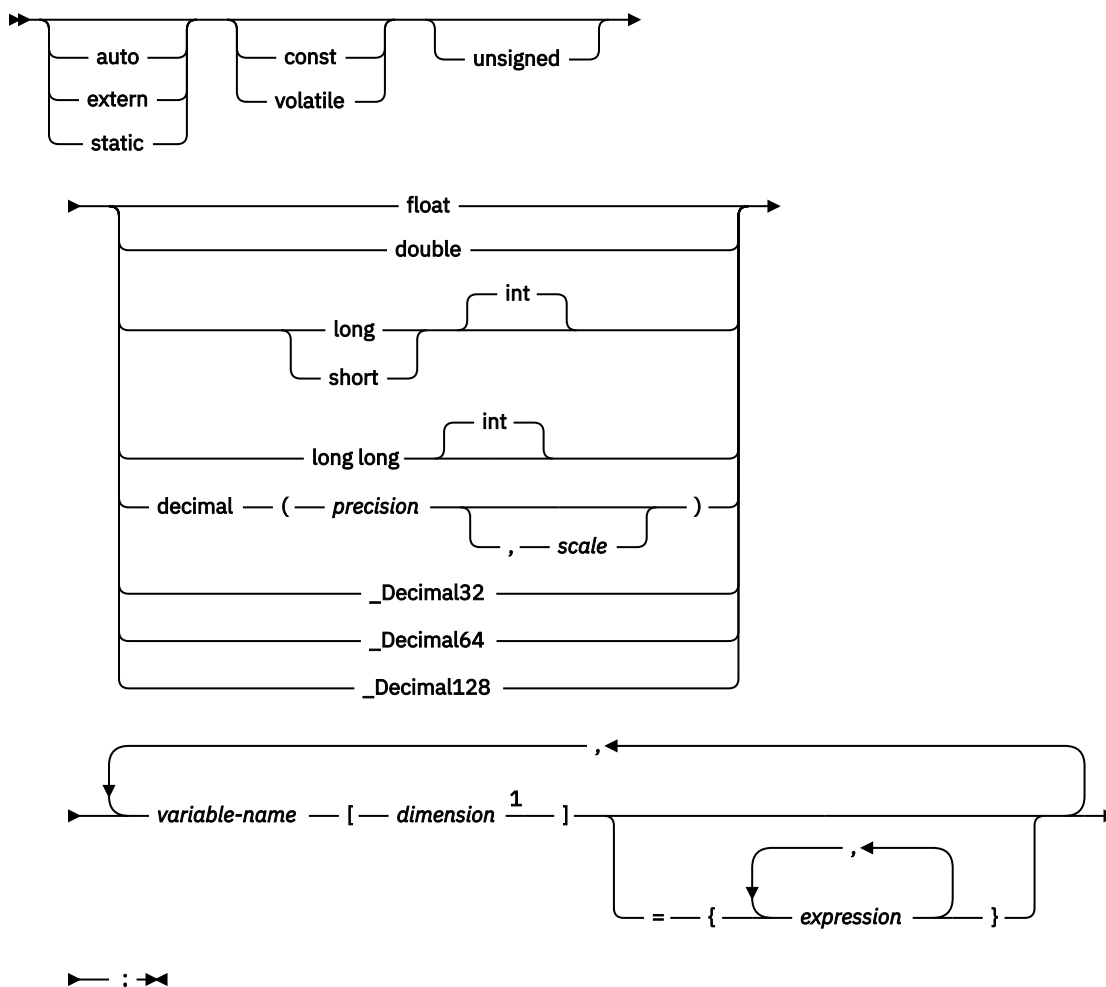 auto const unsigned
extern volatile
static
float
double
int
long
short
int
long long
decimal ( precision )
, scale
_Decimal32
_Decimal64
_Decimal128
,
variable-name [ dimension 1 ]
,
= { expression }
;